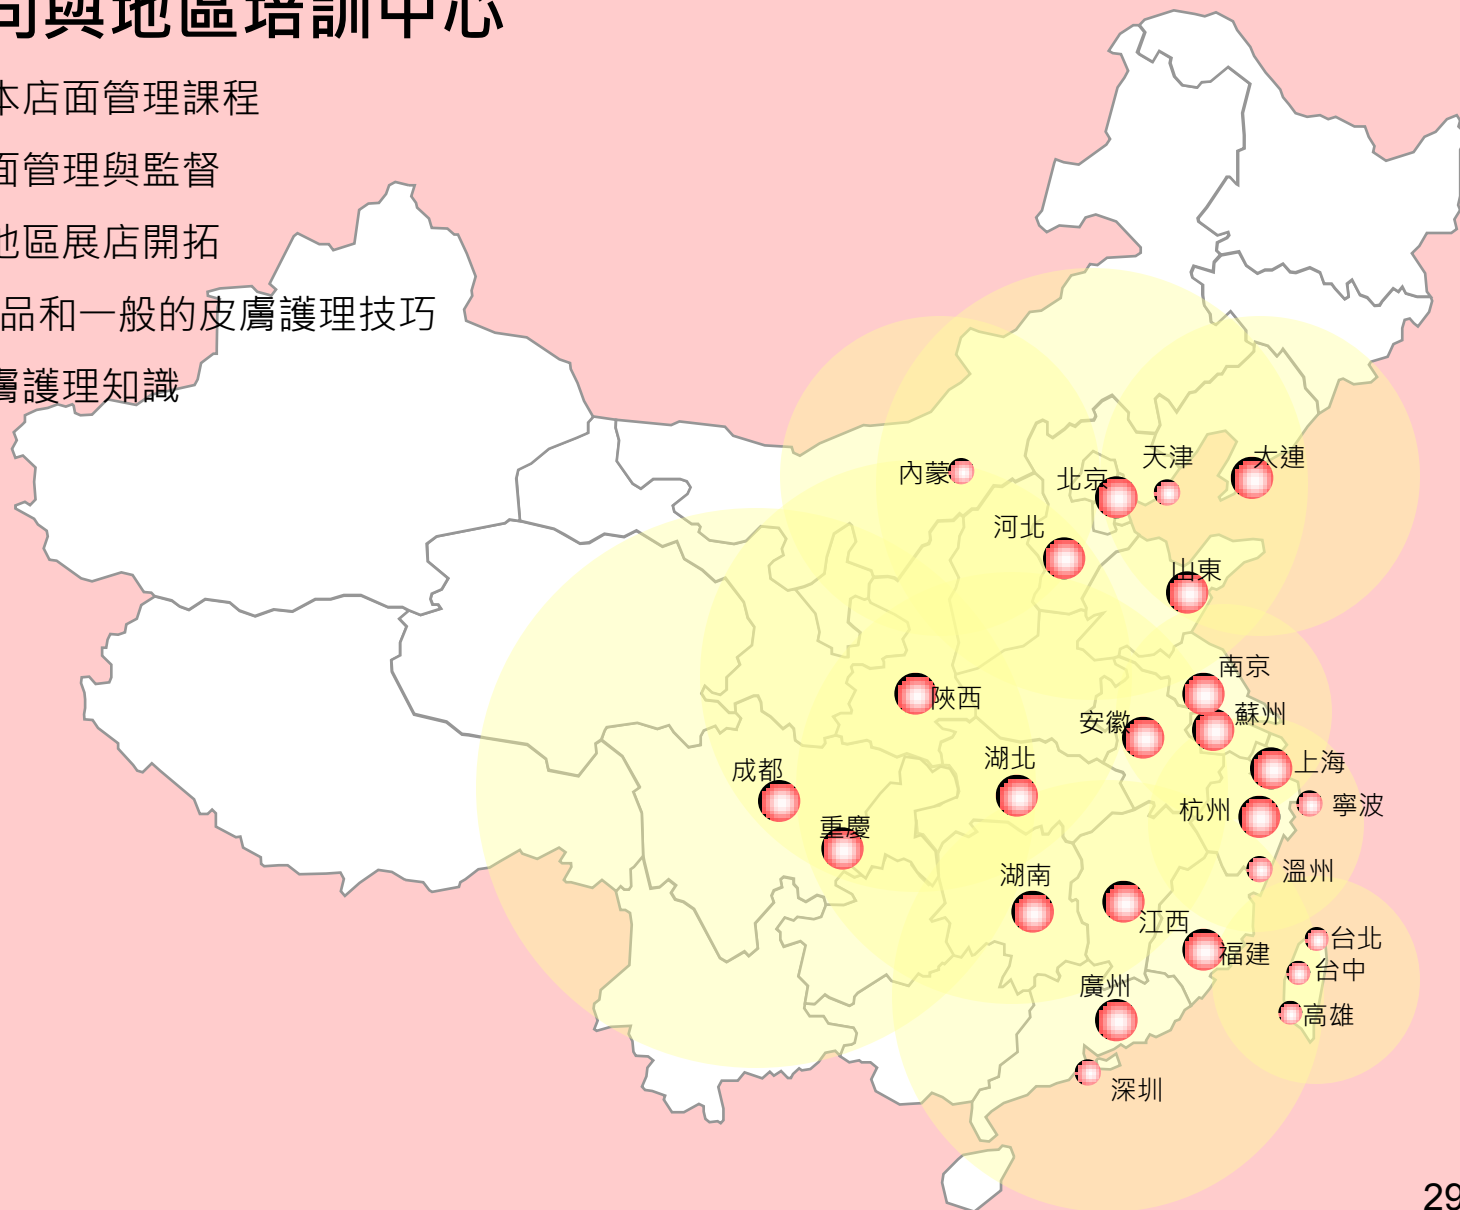 同與地區培訓中心
本店面管理課程
面管理與監督
地區展店開拓
品和一般的皮膚護理技巧
膚護理知識
內蒙
北京
天津
大連
河北
山東
南京
陝西
蘇州
安徽
上海
湖北
成都
杭州
寧波
重慶
湖南
溫州
江西
福建
台北
台中
廣州
高雄
深圳
29